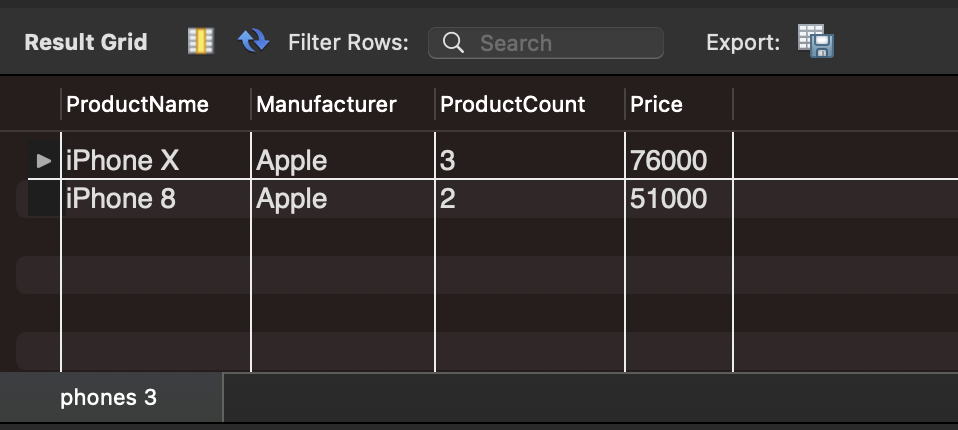 Result Grid Filter Rows: Search Export:
ProductName Manufacturer ProductCount Price
iPhone X Apple 3 76000
iPhone 8 Apple 2 51000
phones 3